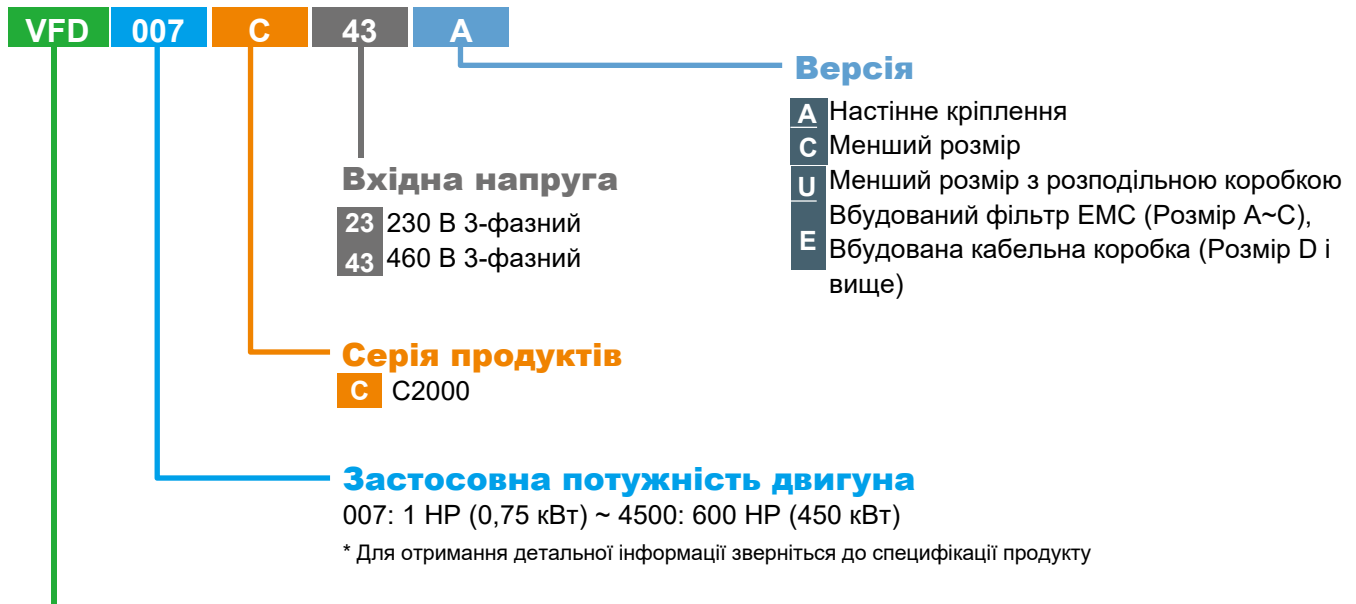 VFD 007 C 43 A
Версія
A Настінне кріплення
C Менший розмір
U Менший розмір з розподільною коробкою
E Вбудований фільтр EMC (Розмір A~C),
Вбудована кабельна коробка (Розмір D і
вище)
Вхідна напруга
23 230 В 3-фазний
43 460 В 3-фазний
Серія продуктів
C C2000
Застосовна потужність двигуна
007: 1 HP (0,75 кВт) ~ 4500: 600 HP (450 кВт)
* Для отримання детальної інформації зверніться до специфікації продукту